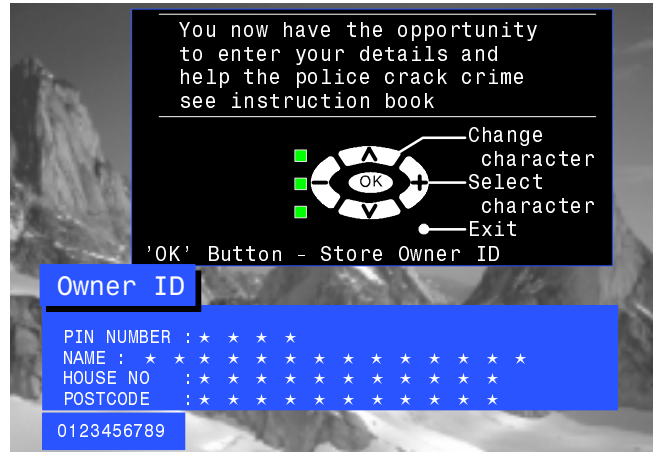 You now have the opportunity
to enter your details and
help the police crack crime
see instruction book
Change
character
OK
Select
character
Exit
'OK' Button - Store Owner ID
Owner ID
PIN NUMBER :★ ★ ★ ★
NAME : ★ ★ ★ ★ ★ ★ ★ ★ ★ ★ ★ ★ ★ ★
HOUSE NO :★ ★ ★ ★ ★ ★ ★ ★ ★ ★ ★
POSTCODE :★ ★ ★ ★ ★ ★ ★ ★ ★ ★ ★
0123456789